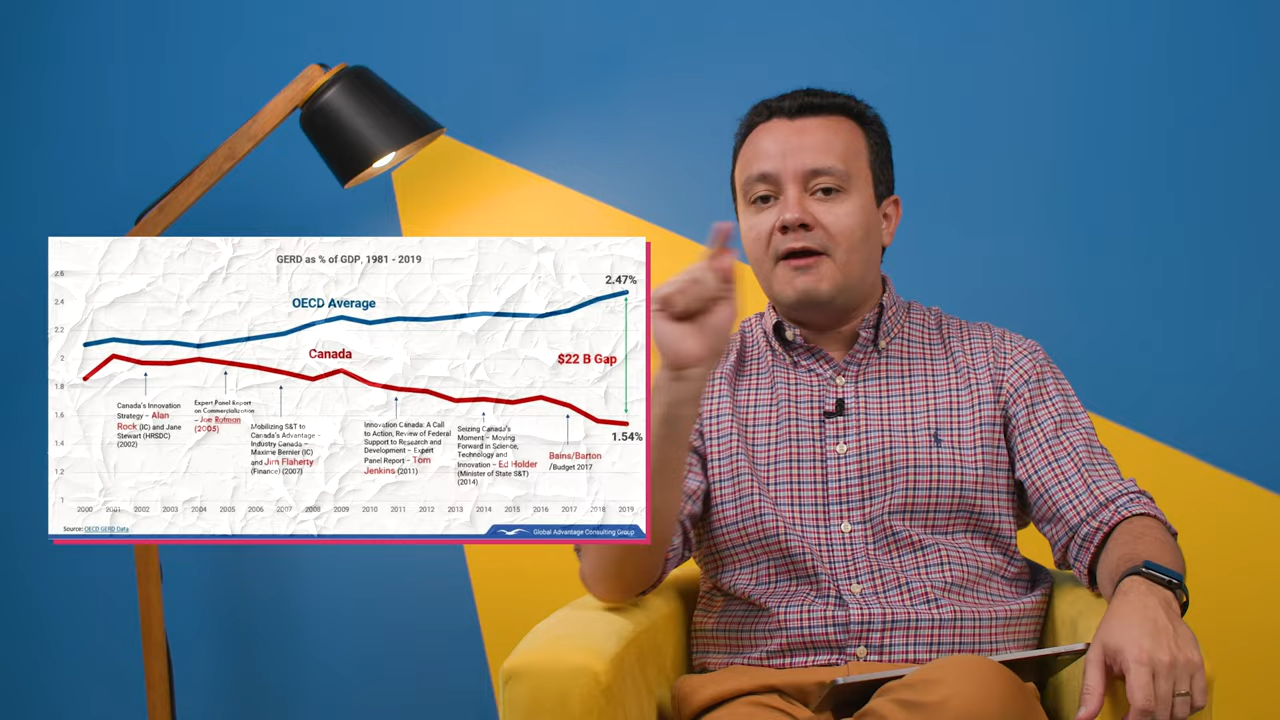 GERD as % of GDP, 1981 - 2019
2.6
2.4
2.2
2
1.8
1.6
1.4
1.2
1
2.47%
OECD Average
Canada
$22 B Gap
1.54%
Canada's Innovation
Strategy – Alan
Rock (IC) and Jane
Stewart (HRSDC)
(2002)
Expert Panel Report
on Commercialization
– Joe Rotman
(2005)
Mobilizing S&T to
Canada's Advantage –
Industry Canada –
Maxime Bernier (IC)
and Jim Flaherty
(Finance) (2007)
Innovation Canada: A Call
to Action, Review of Federal
Support to Research and
Development – Expert
Panel Report – Tom
Jenkins (2011)
Seizing Canada's
Moment – Moving
Forward in Science,
Technology and
Innovation - Ed Holder
(Minister of State S&T)
(2014)
Bains/Barton
/Budget 2017
2000 2001 2002 2003 2004 2005 2006 2007 2008 2009 2010 2011 2012 2013 2014 2015 2016 2017 2018 2019
Source: OECD GERD Data
Global Advantage Consulting Group